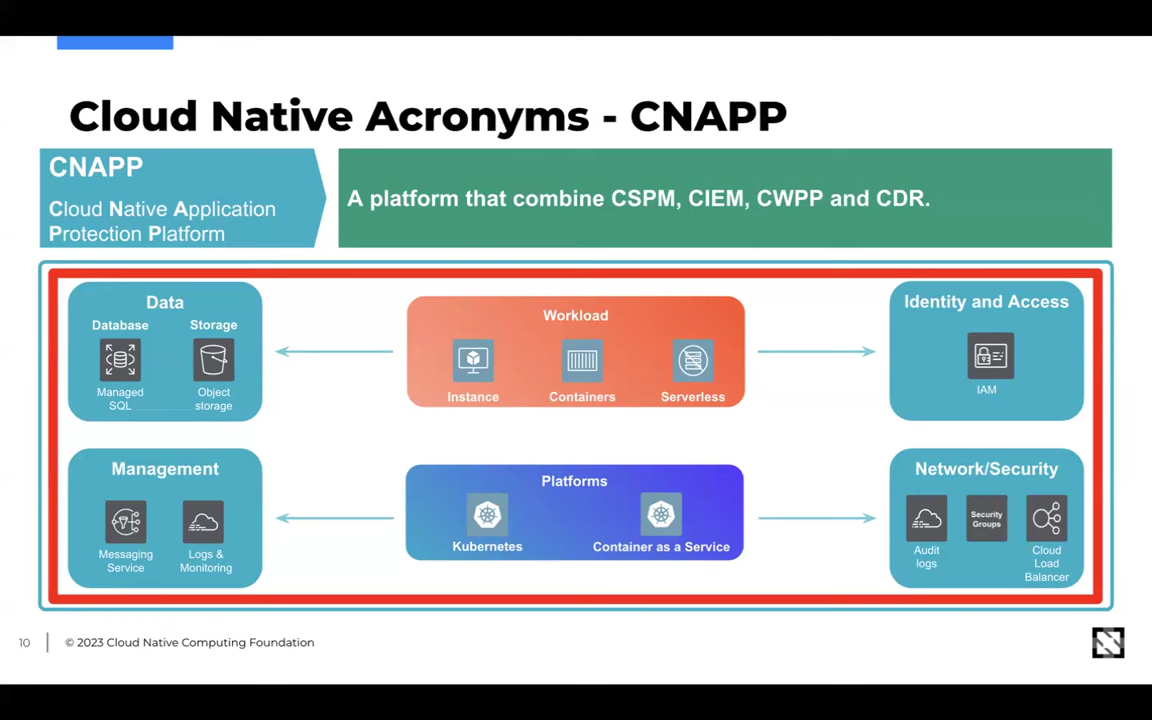 Cloud Native Acronyms - CNAPP
CNAPP
Cloud Native Application
Protection Platform
A platform that combine CSPM, CIEM, CWPP and CDR.
Data
Database
Storage
Managed
SQL
Object
storage
Workload
Instance
Containers
Serverless
Identity and Access
IAM
Management
Messaging
Service
Logs &
Monitoring
Platforms
Kubernetes
Container as a Service
Network/Security
Audit
logs
Security
Groups
Cloud
Load
Balancer
10
© 2023 Cloud Native Computing Foundation